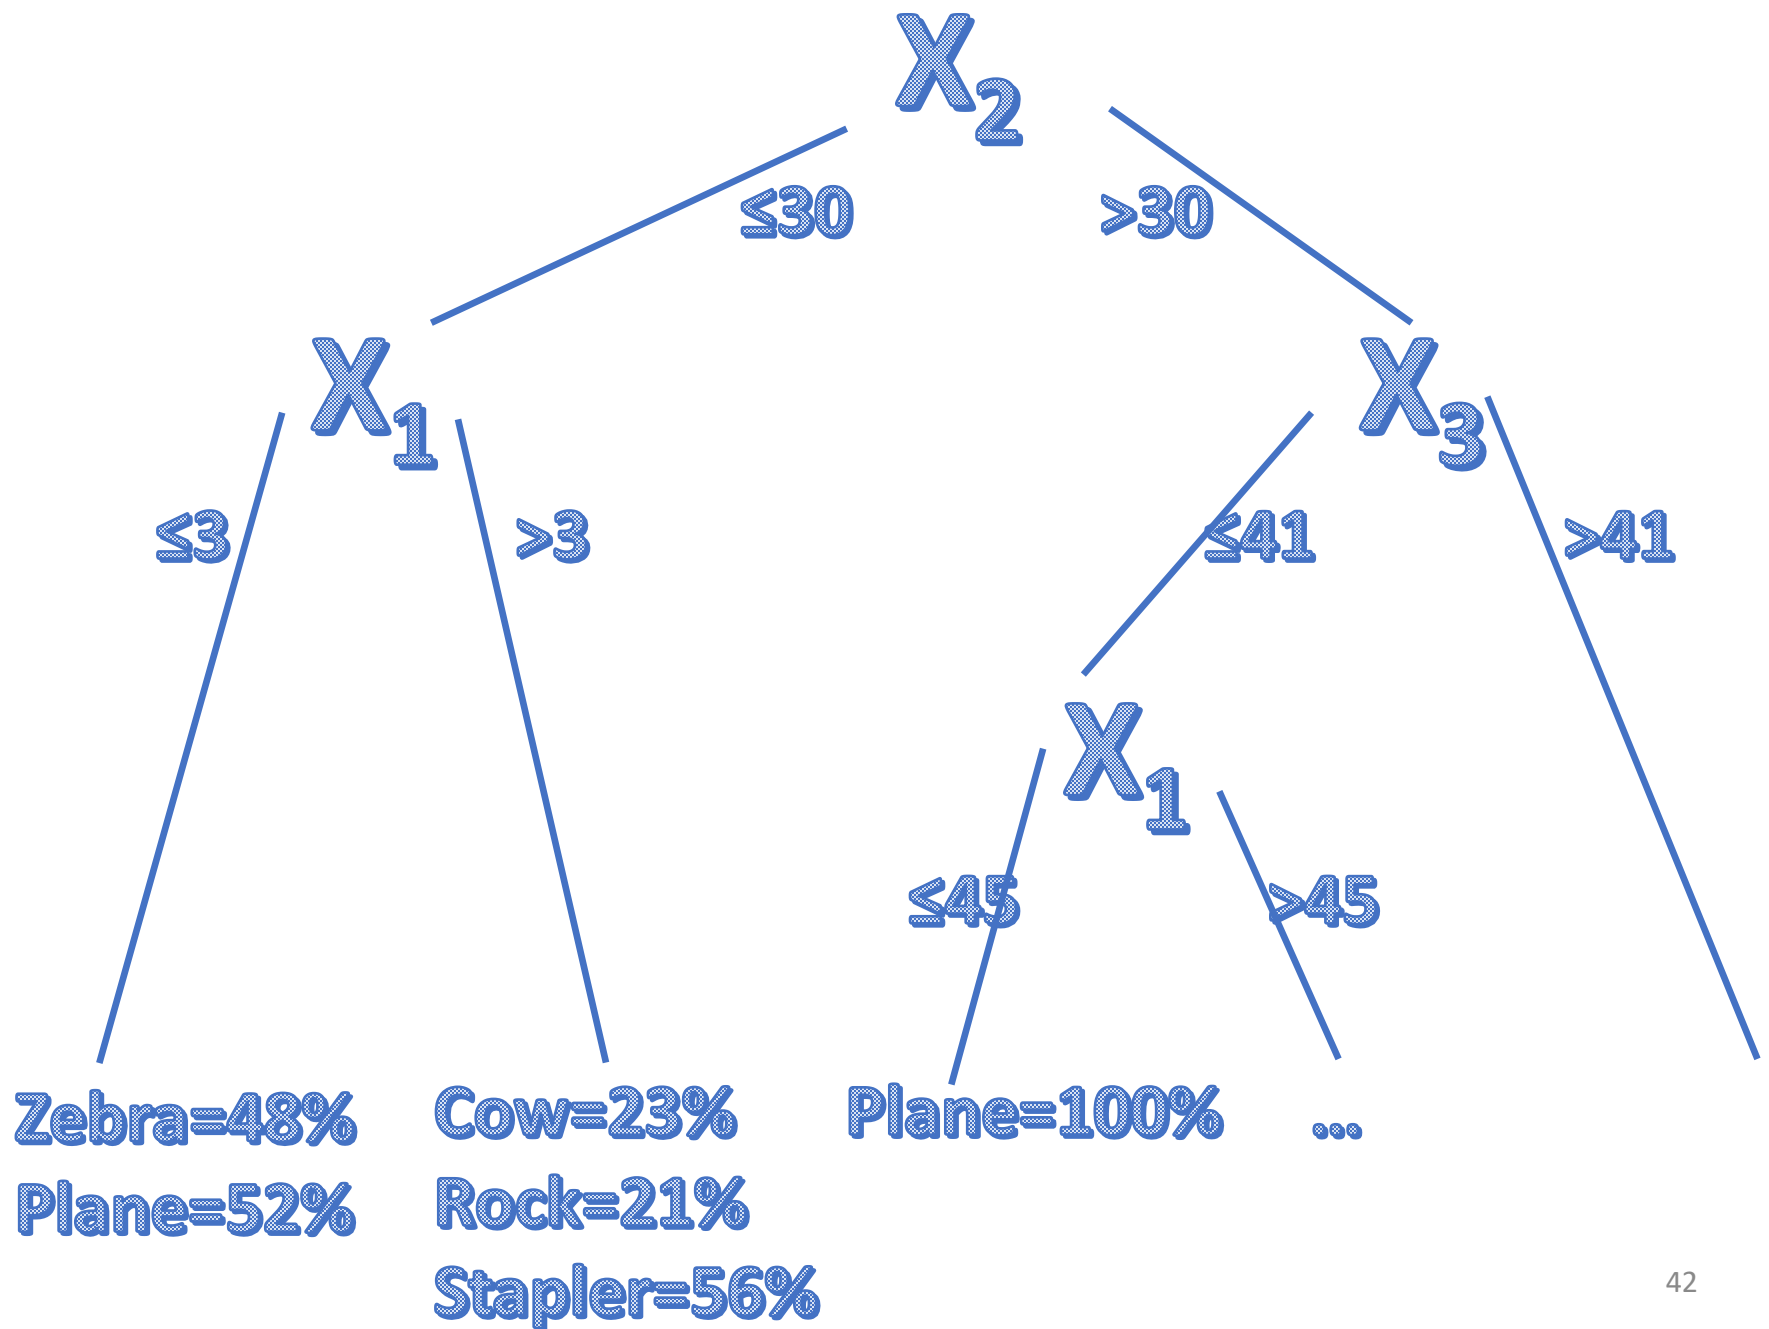 X2
≤30 >30
X1 X3
≤3 >3 ≤41 >41
X1
≤45 >45
Zebra=48% Cow=23% Plane=100% ...
Plane=52% Rock=21%
Stapler=56%
42